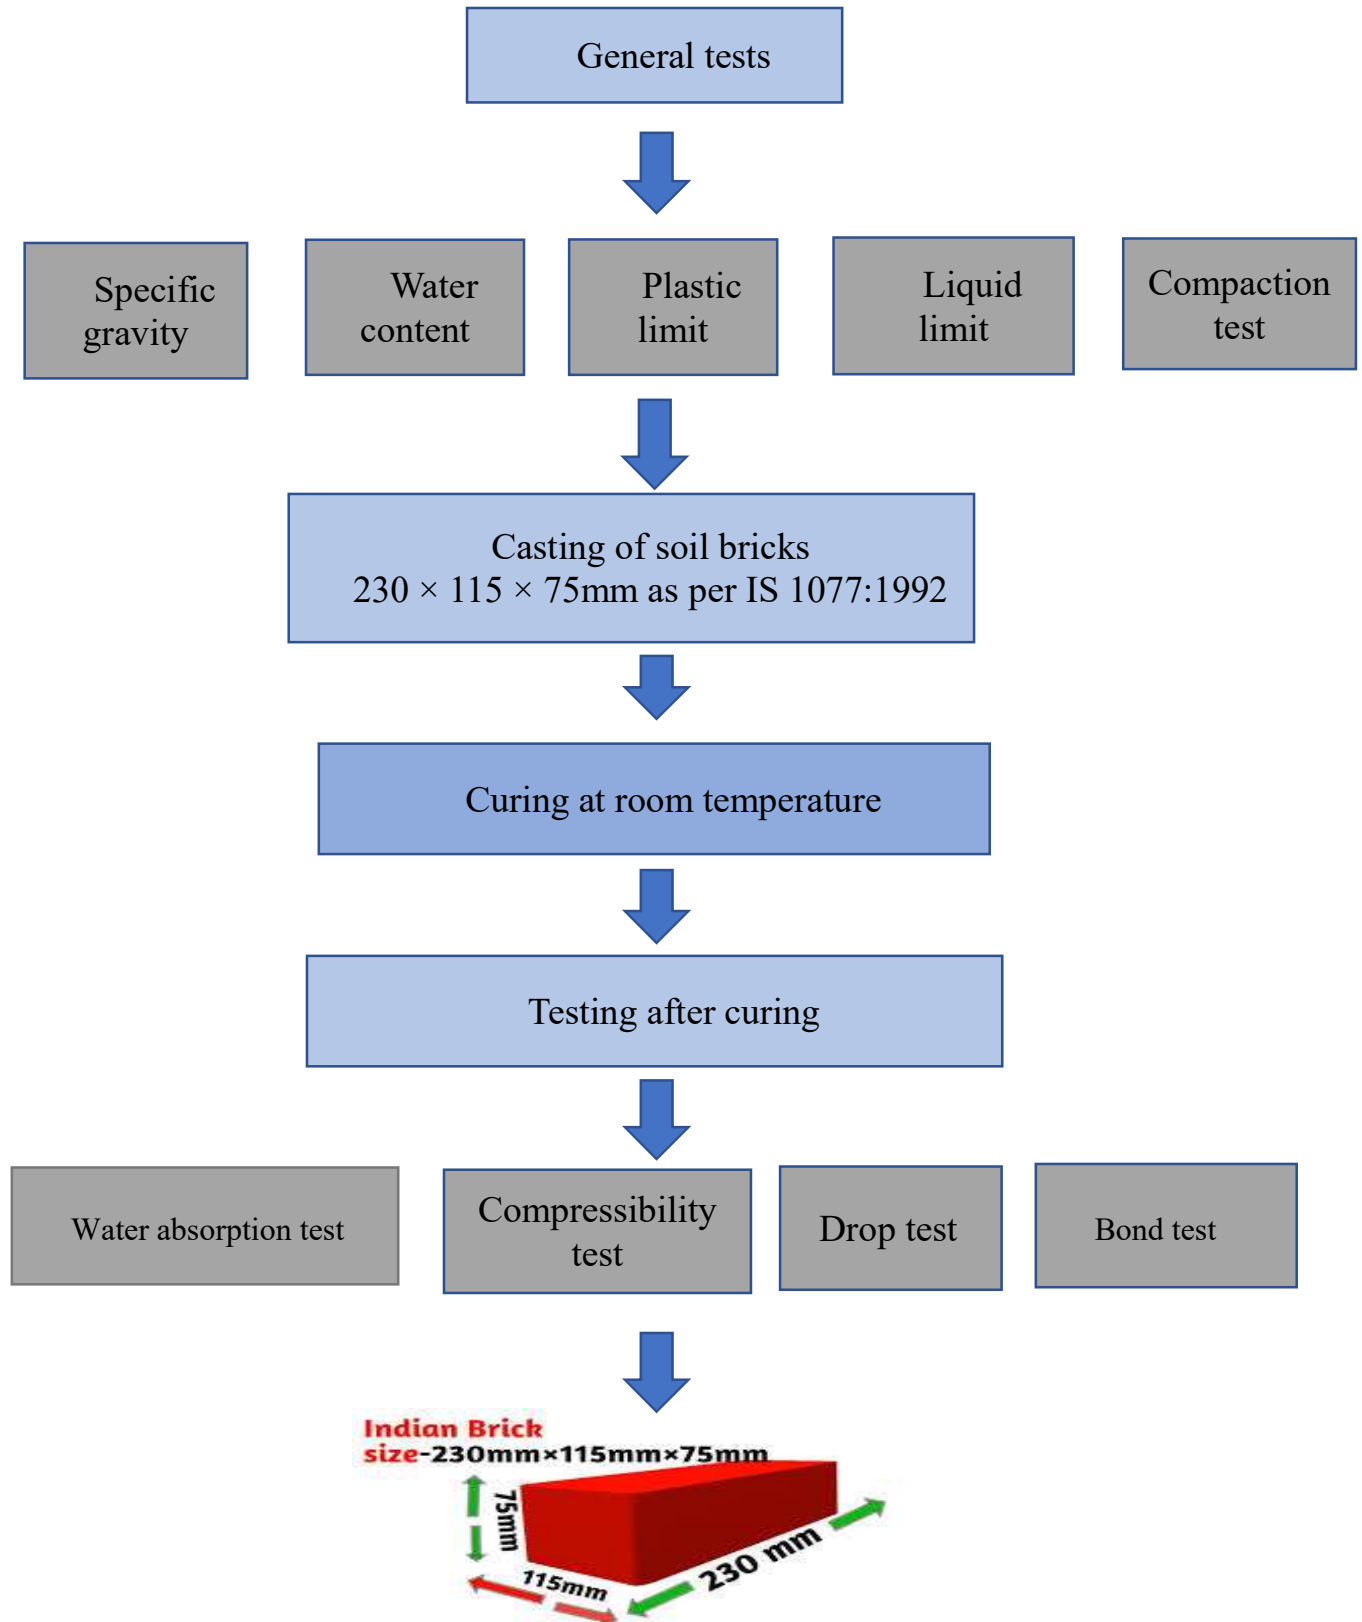 General tests
Specific
gravity
Water
content
Plastic
limit
Liquid
limit
Compaction
test
Casting of soil bricks
230 × 115 × 75mm as per IS 1077:1992
Curing at room temperature
Testing after curing
Water absorption test
Compressibility
test
Drop test
Bond test
Indian Brick
size-230mm×115mm×75mm
75mm
115mm
230 mm